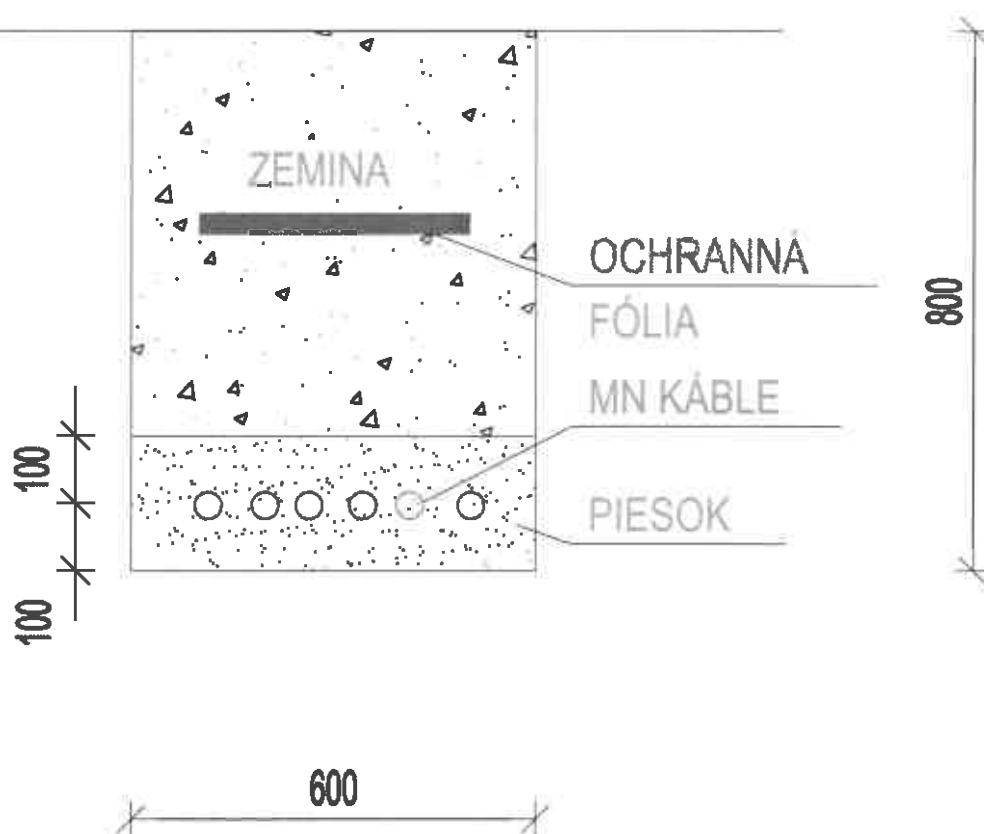 ZEMINA
OCHRANNÁ
FÓLIA
MN KÁBLE
PIESOK
800
100
100
600